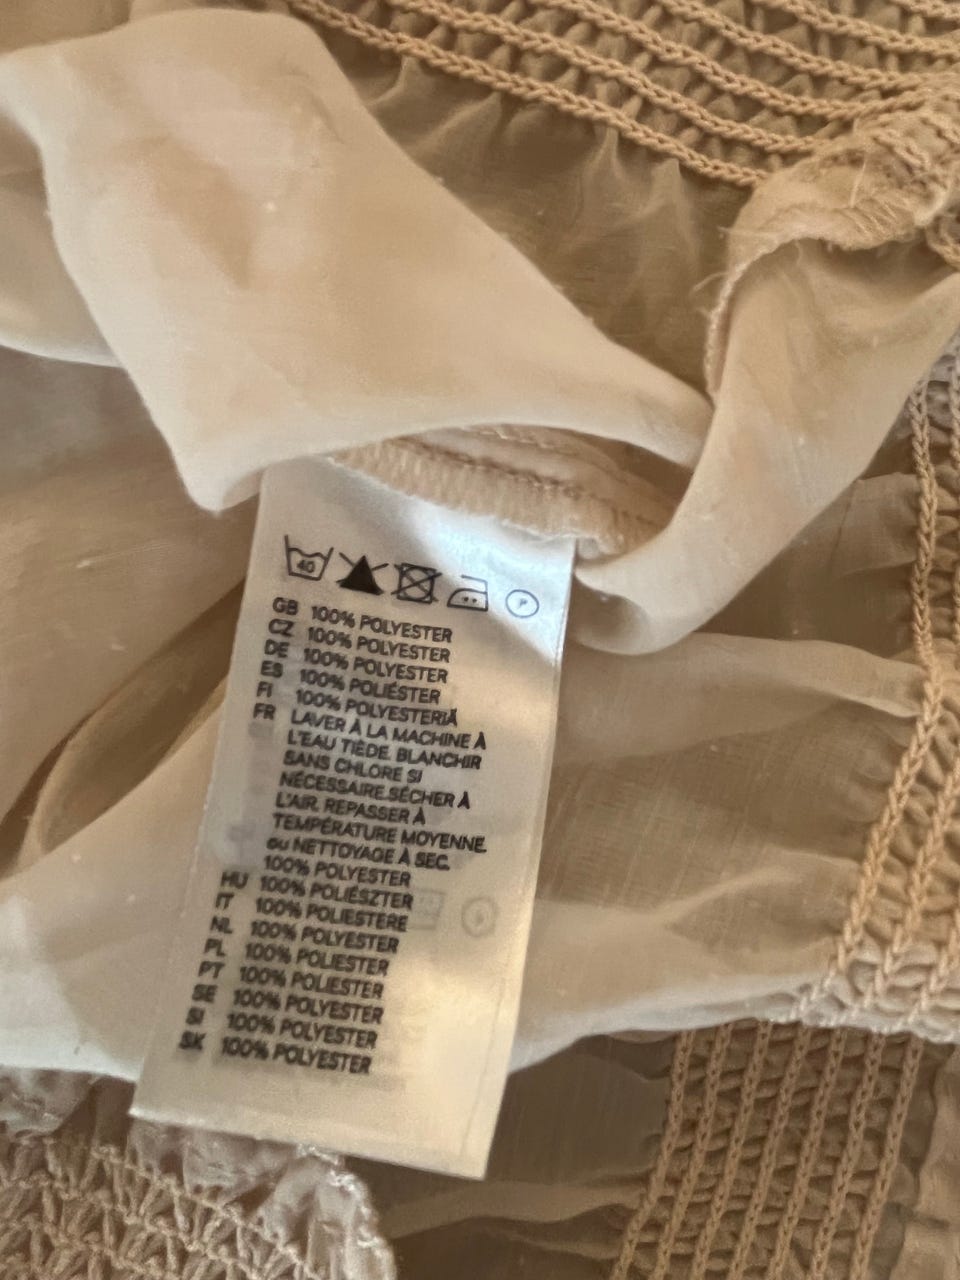 40 P
GB 100% POLYESTER
CZ 100% POLYESTER
DE 100% POLYESTER
ES 100% POLIÉSTER
FI 100% POLYESTERIÄ
FR LAVER À LA MACHINE À
L'EAU TIÈDE. BLANCHIR
SANS CHLORE SI
NÉCESSAIRE.SÉCHER À
L'AIR. REPASSER À
TEMPÉRATURE MOYENNE.
ou NETTOYAGE À SEC.
100% POLYESTER
HU 100% POLIÉSZTER
IT 100% POLIESTERE
NL 100% POLYESTER
PL 100% POLIESTER
PT 100% POLIESTER
SE 100% POLYESTER
SI 100% POLYESTER
SK 100% POLYESTER